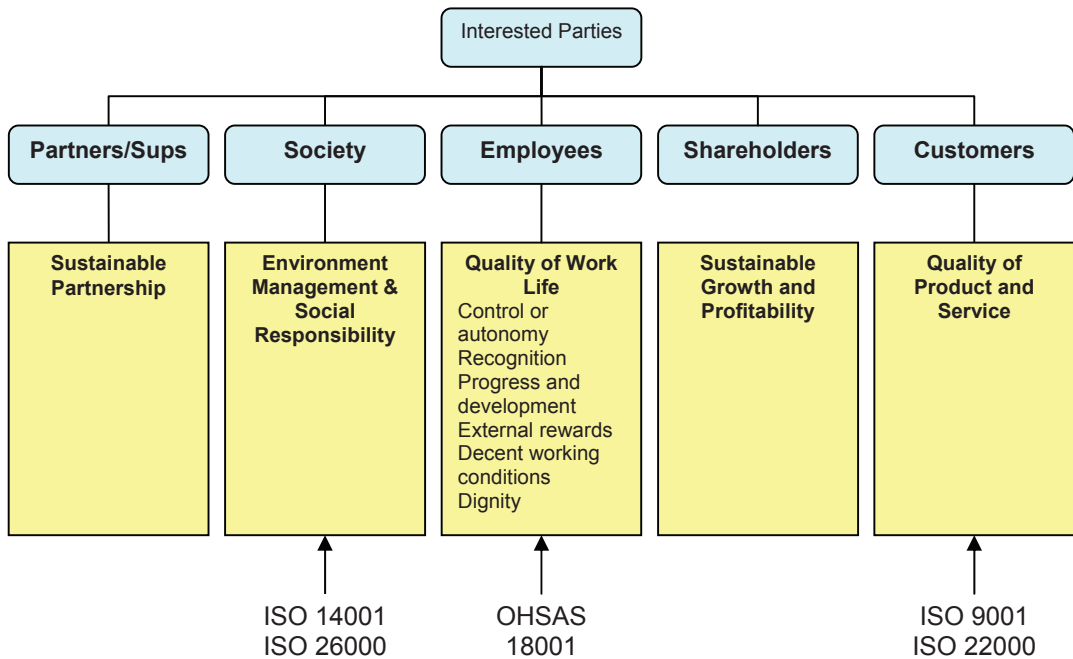 Interested Parties
Partners/Sups
Society
Employees
Shareholders
Customers
Sustainable
Partnership
Environment
Management &
Social
Responsibility
Quality of Work
Life
Control or
autonomy
Recognition
Progress and
development
External rewards
Decent working
conditions
Dignity
Sustainable
Growth and
Profitability
Quality of
Product and
Service
ISO 14001
ISO 26000
OHSAS
18001
ISO 9001
ISO 22000